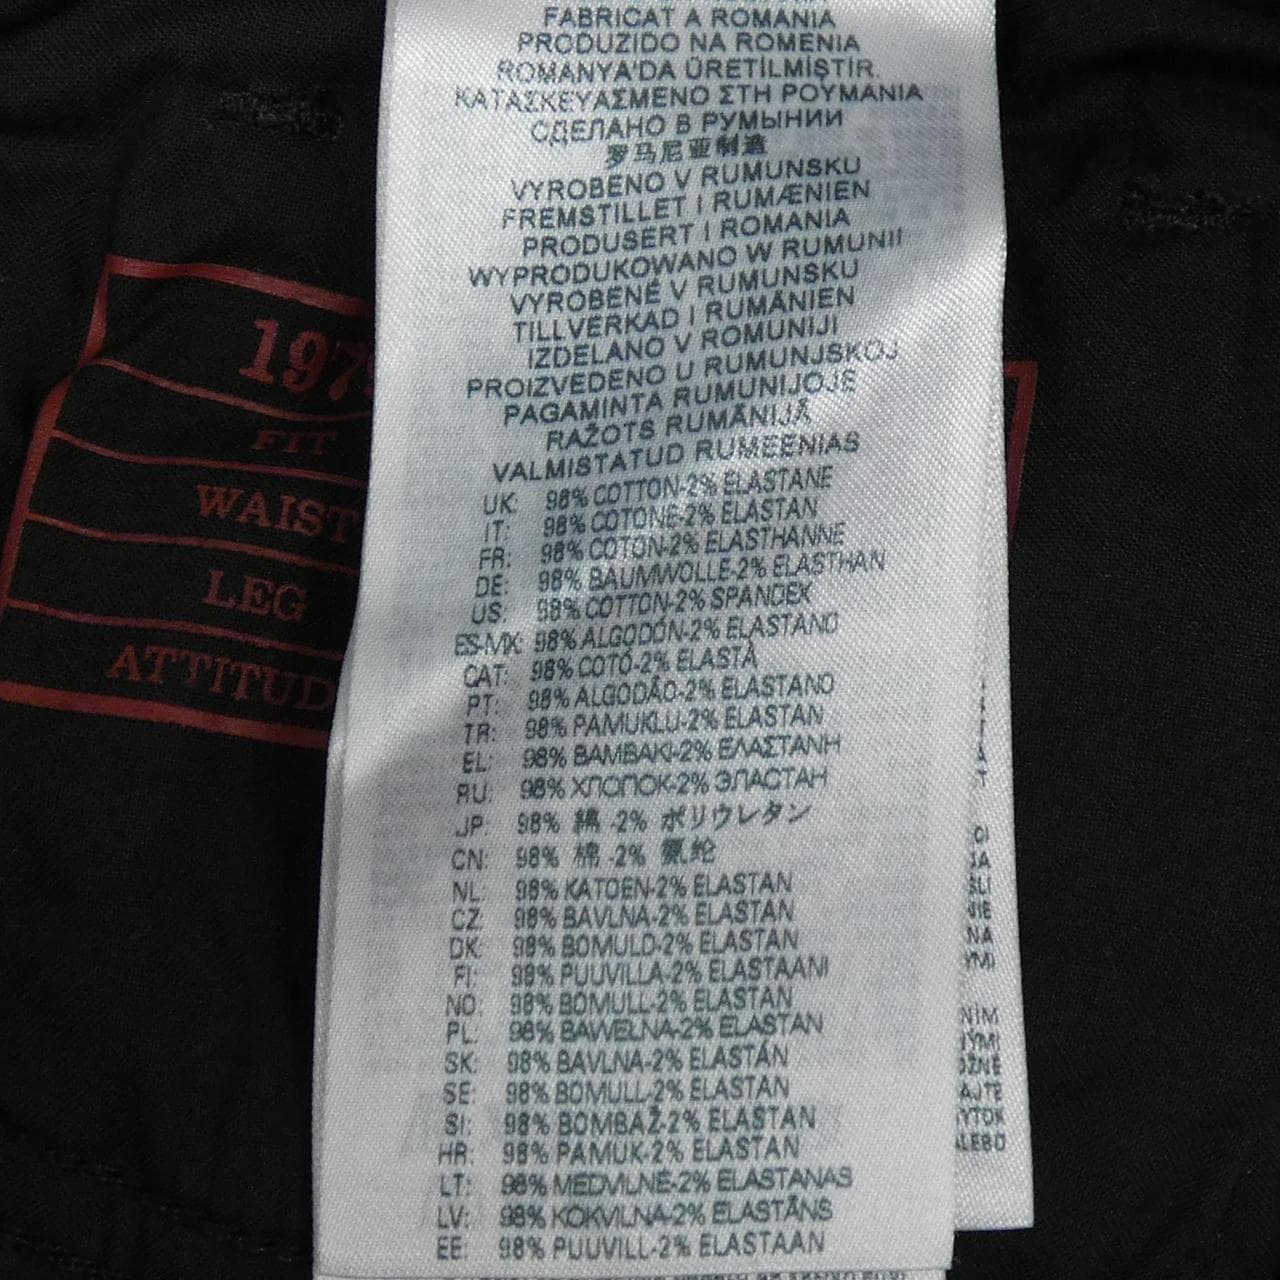 FABRICAT A ROMANIA
PRODUZIDO NA ROMENIA
ROMANYA'DA ÜRETİLMİŞTİR.
ΚΑΤΑΣΚΕΥΑΣΜΕΝΟ ΣΤΗ ΡΟΥΜΑΝΙΑ
СДЕЛАНО В РУМЫНИИ
罗马尼亚制造
VYROBENO V RUMUNSKU
FREMSTILLET I RUMÆNIEN
PRODUSERT I ROMANIA
WYPRODUKOWANO W RUMUNII
VYROBENÉ V RUMUNSKU
TILLVERKAD I RUMÄNIEN
IZDELANO V ROMUNIJI
PROIZVEDENO U RUMUNJSKOJ
PAGAMINTA RUMUNIJOJE
RAŽOTS RUMĀNIJĀ
VALMISTATUD RUMEENIAS
UK: 98% COTTON-2% ELASTANE
IT: 98% COTONE-2% ELASTAN
FR: 98% COTON-2% ELASTHANNE
DE: 98% BAUMWOLLE-2% ELASTHAN
US: 98% COTTON-2% SPANDEX
ES-MX: 98% ALGODÓN-2% ELASTANO
CAT: 98% COTÓ-2% ELASTÀ
PT: 98% ALGODÃO-2% ELASTANO
TR: 98% PAMUKLU-2% ELASTAN
EL: 98% ΒΑΜΒΑΚΙ-2% ΕΛΑΣΤΑΝΗ
RU: 98% ХЛОПОК-2% ЭЛАСТАН
JP: 98% 綿 -2% ポリウレタン
CN: 98% 棉 -2% 氨纶
NL: 98% KATOEN-2% ELASTAN
CZ: 98% BAVLNA-2% ELASTAN
DK: 98% BOMULD-2% ELASTAN
FI: 98% PUUVILLA-2% ELASTAANI
NO: 98% BOMULL-2% ELASTAN
PL: 98% BAWEŁNA-2% ELASTAN
SK: 98% BAVLNA-2% ELASTÁN
SE: 98% BOMULL-2% ELASTAN
SI: 98% BOMBAŽ-2% ELASTAN
HR: 98% PAMUK-2% ELASTAN
LT: 98% MEDVILNĖ-2% ELASTANAS
LV: 98% KOKVILNA-2% ELASTĀNS
EE: 98% PUUVILL-2% ELASTAAN
197
FIT
WAIST
LEG
ATTITUD